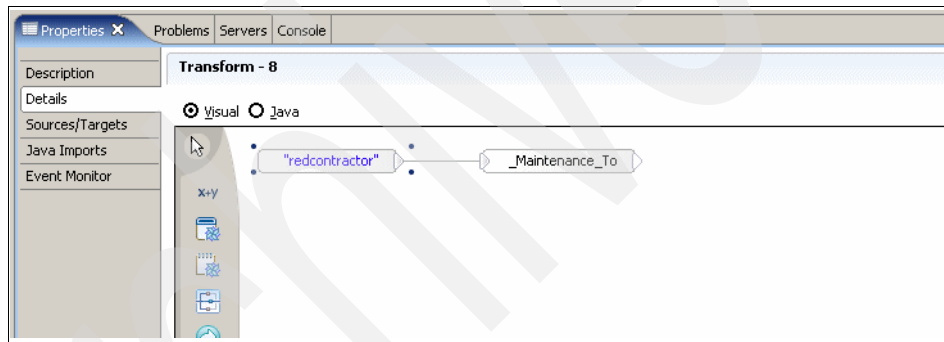 Properties X Problems Servers Console
Transform - 8
Description
Details
Visual Java
Sources/Targets
Java Imports
Event Monitor
"redcontractor" _Maintenance_To
x+y